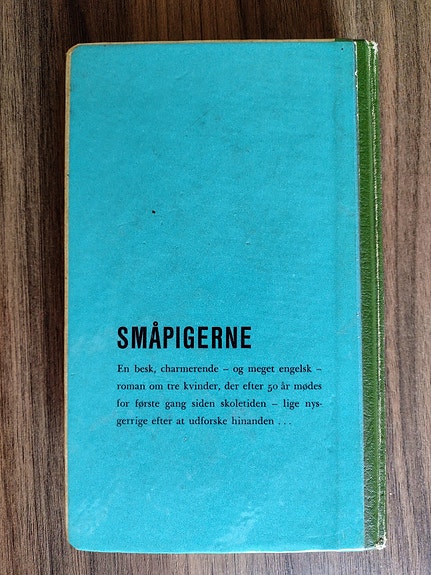 SMÅPIGERNE
En besk, charmerende – og meget engelsk –
roman om tre kvinder, der efter 50 år mødes
for første gang siden skoletiden – lige nys-
gerrige efter at udforske hinanden . . .